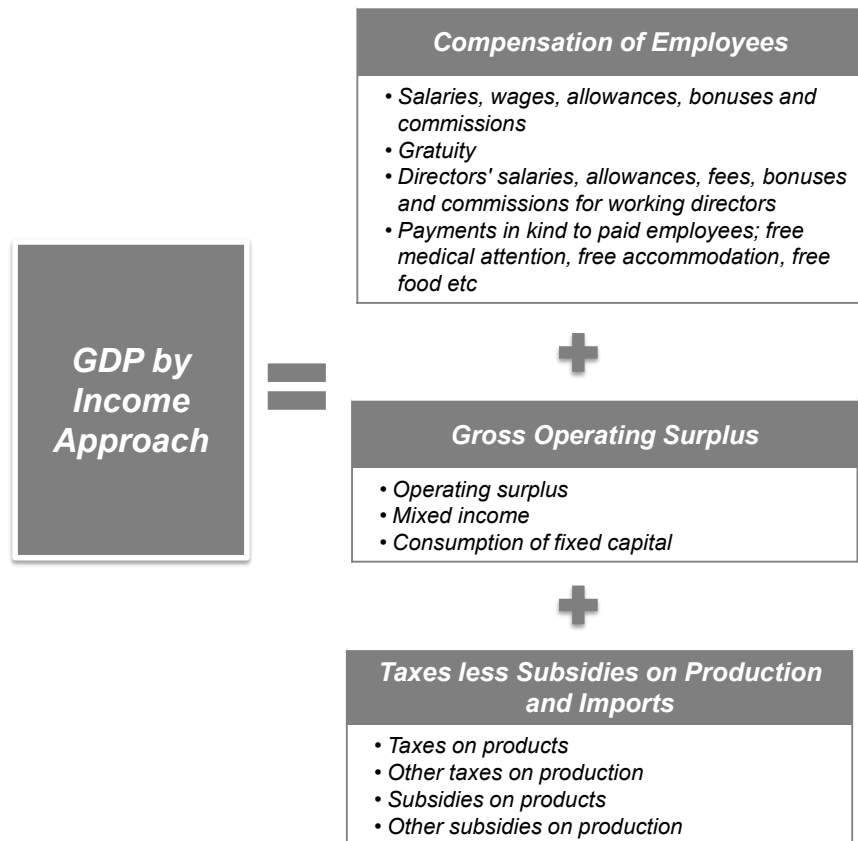 Compensation of Employees
• Salaries, wages, allowances, bonuses and
commissions
• Gratuity
• Directors' salaries, allowances, fees, bonuses
and commissions for working directors
• Payments in kind to paid employees; free
medical attention, free accommodation, free
food etc
GDP by
Income
Approach
=
+
Gross Operating Surplus
• Operating surplus
• Mixed income
• Consumption of fixed capital
+
Taxes less Subsidies on Production
and Imports
• Taxes on products
• Other taxes on production
• Subsidies on products
• Other subsidies on production